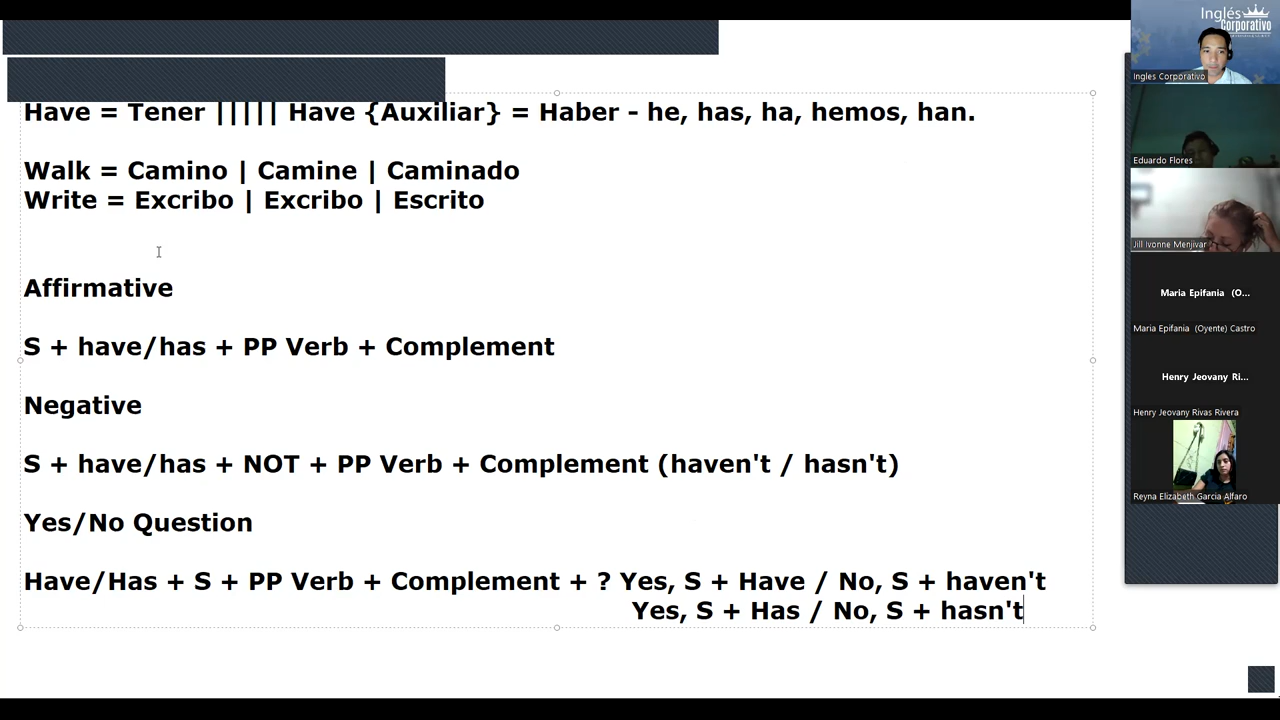 Have = Tener ||||| Have {Auxiliar} = Haber - he, has, ha, hemos, han.
Walk = Camino | Camine | Caminado
Write = Excribo | Excribo | Escrito
Affirmative
S + have/has + PP Verb + Complement
Negative
S + have/has + NOT + PP Verb + Complement (haven't / hasn't)
Yes/No Question
Have/Has + S + PP Verb + Complement + ? Yes, S + Have / No, S + haven't
Yes, S + Has / No, S + hasn't
Inglés
Corporativo
Ingles Corporativo
Eduardo Flores
Jill Ivonne Menjivar
Maria Epifania (O...
Maria Epifania (Oyente) Castro
Henry Jeovany Ri...
Henry Jeovany Rivas Rivera
Reyna Elizabeth Garcia Alfaro